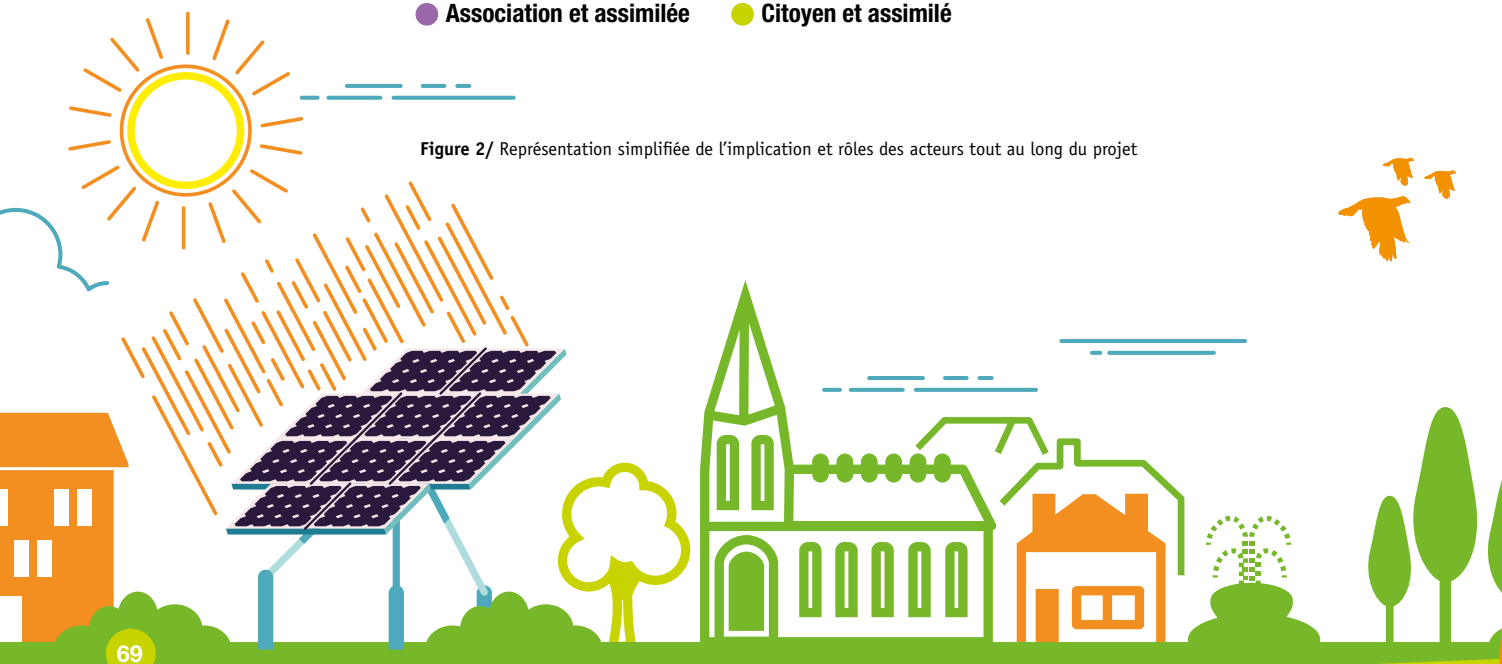 Association et assimilée Citoyen et assimilé
Figure 2/ Représentation simplifiée de l'implication et rôles des acteurs tout au long du projet
69